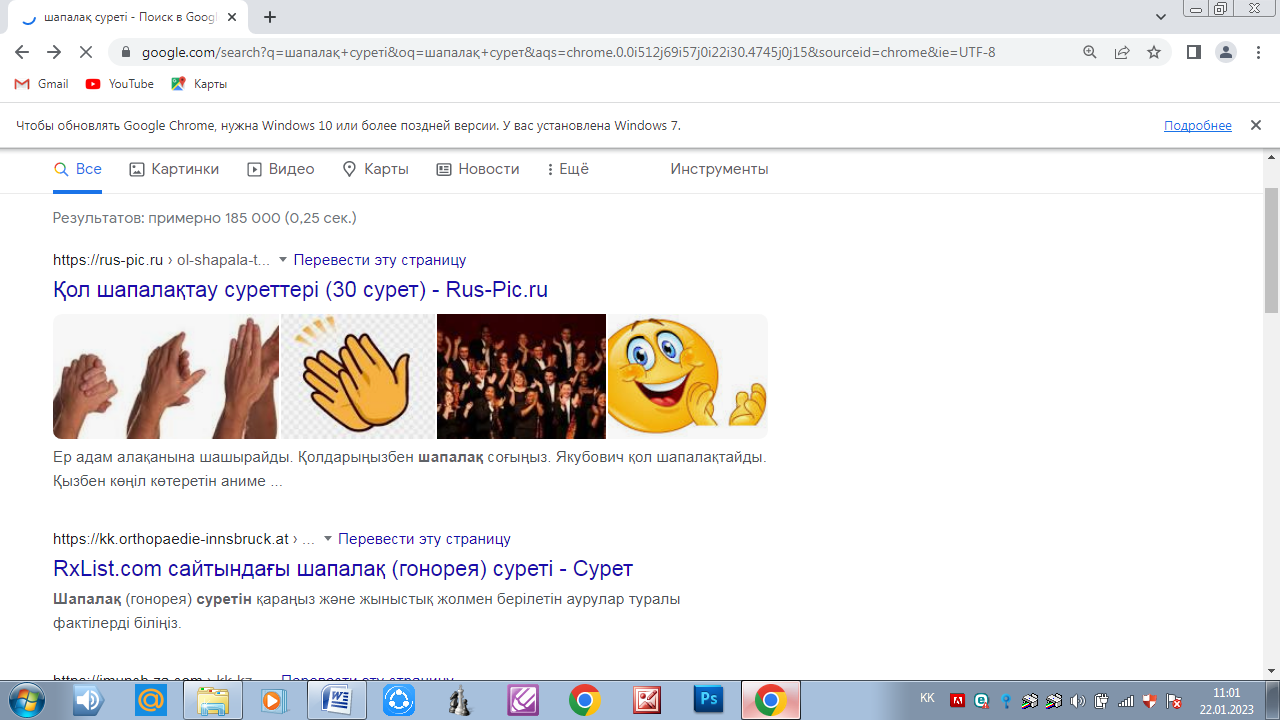 шапалақ суреті - Поиск в Googl
google.com/search?q=шапалақ+суреті&oq=шапалақ+сурет&aqs=chrome.0.0i512j69i57j0i22i30.4745j0j15&sourceid=chrome&ie=UTF-8
Gmail YouTube Карты
Чтобы обновлять Google Chrome, нужна Windows 10 или более поздней версии. У вас установлена Windows 7. Подробнее
Все Картинки Видео Карты Новости Ещё Инструменты
Результатов: примерно 185 000 (0,25 сек.)
https://rus-pic.ru › ol-shapala-t... Перевести эту страницу
Қол шапалақтау суреттері (30 сурет) - Rus-Pic.ru
Ер адам алақанына шашырайды. Қолдарыңызбен шапалақ соғыңыз. Якубович қол шапалақтайды.
Қызбен көңіл көтеретін аниме ...
https://kk.orthopaedie-innsbruck.at › ... Перевести эту страницу
RxList.com сайтындағы шапалақ (гонорея) суреті - Сурет
Шапалақ (гонорея) суретін қараңыз және жыныстық жолмен берілетін аурулар туралы
фактілерді біліңіз.
Перевести эту страницу
Ps
KK
11:01
22.01.2023